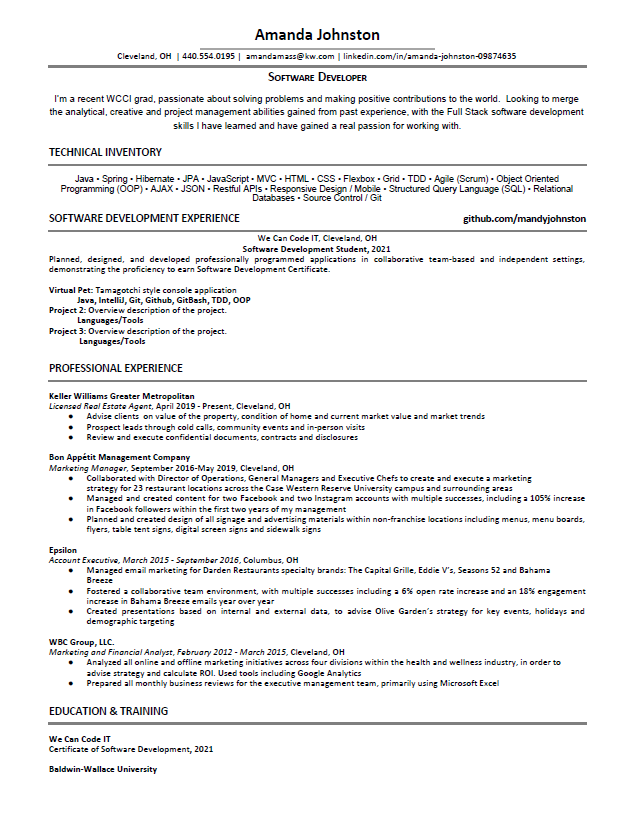 Amanda Johnston
Cleveland, OH | 440.554.0195 | amandamass@kw.com | linkedin.com/in/amanda-johnston-09874635
Software Developer
I'm a recent WCCI grad, passionate about solving problems and making positive contributions to the world. Looking to merge
the analytical, creative and project management abilities gained from past experience, with the Full Stack software development
skills I have learned and have gained a real passion for working with.
TECHNICAL INVENTORY
Java • Spring • Hibernate • JPA • JavaScript • MVC • HTML • CSS • Flexbox • Grid • TDD • Agile (Scrum) • Object Oriented
Programming (OOP) • AJAX • JSON • Restful APIs • Responsive Design / Mobile • Structured Query Language (SQL) • Relational
Databases • Source Control / Git
SOFTWARE DEVELOPMENT EXPERIENCE github.com/mandyjohnston
We Can Code IT, Cleveland, OH
Software Development Student, 2021
Planned, designed, and developed professionally programmed applications in collaborative team-based and independent settings,
demonstrating the proficiency to earn Software Development Certificate.
Virtual Pet: Tamagotchi style console application
Java, IntelliJ, Git, Github, GitBash, TDD, OOP
Project 2: Overview description of the project.
Languages/Tools
Project 3: Overview description of the project.
Languages/Tools
PROFESSIONAL EXPERIENCE
Keller Williams Greater Metropolitan
Licensed Real Estate Agent, April 2019 - Present, Cleveland, OH
● Advise clients on value of the property, condition of home and current market value and market trends
● Prospect leads through cold calls, community events and in-person visits
● Review and execute confidential documents, contracts and disclosures
Bon Appétit Management Company
Marketing Manager, September 2016-May 2019, Cleveland, OH
● Collaborated with Director of Operations, General Managers and Executive Chefs to create and execute a marketing
strategy for 23 restaurant locations across the Case Western Reserve University campus and surrounding areas
● Managed and created content for two Facebook and two Instagram accounts with multiple successes, including a 105% increase
in Facebook followers within the first two years of my management
● Planned and created design of all signage and advertising materials within non-franchise locations including menus, menu boards,
flyers, table tent signs, digital screen signs and sidewalk signs
Epsilon
Account Executive, March 2015 - September 2016, Columbus, OH
● Managed email marketing for Darden Restaurants specialty brands: The Capital Grille, Eddie V's, Seasons 52 and Bahama
Breeze
● Fostered a collaborative team environment, with multiple successes including a 6% open rate increase and an 18% engagement
increase in Bahama Breeze emails year over year
● Created presentations based on internal and external data, to advise Olive Garden's strategy for key events, holidays and
demographic targeting
WBC Group, LLC.
Marketing and Financial Analyst, February 2012 - March 2015, Cleveland, OH
● Analyzed all online and offline marketing initiatives across four divisions within the health and wellness industry, in order to
advise strategy and calculate ROI. Used tools including Google Analytics
● Prepared all monthly business reviews for the executive management team, primarily using Microsoft Excel
EDUCATION & TRAINING
We Can Code IT
Certificate of Software Development, 2021
Baldwin-Wallace University